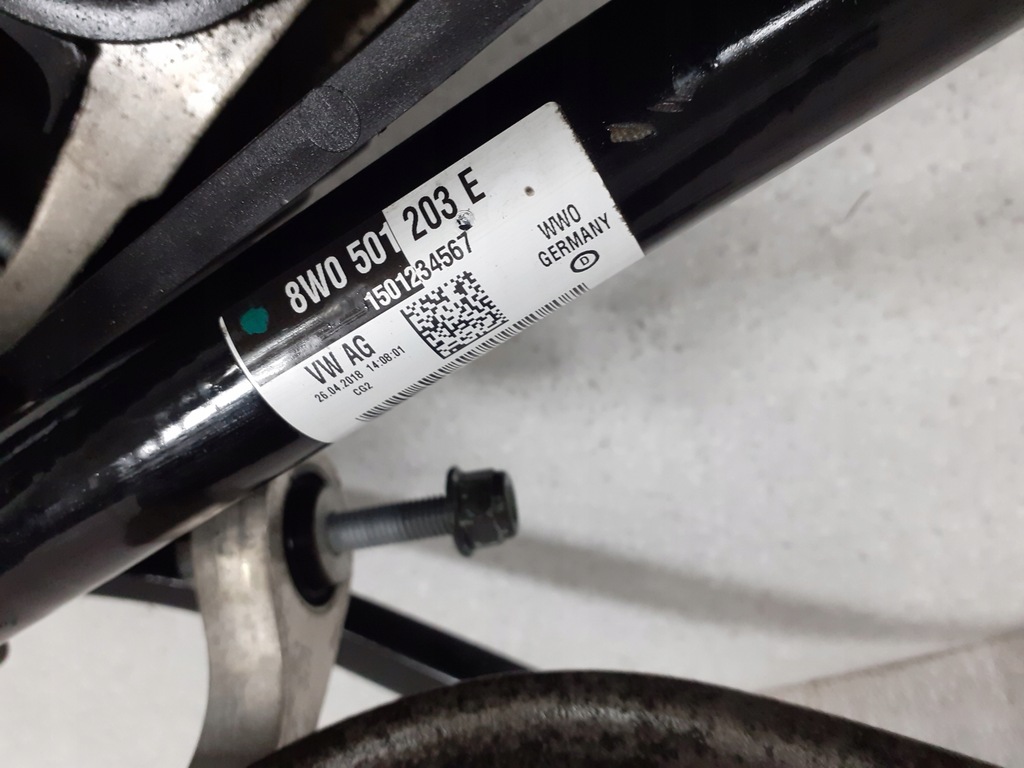 8W0 501 203 E
1501234567
VW AG
26.04.2018 14:08:01
CG2
WWO
GERMANY
D